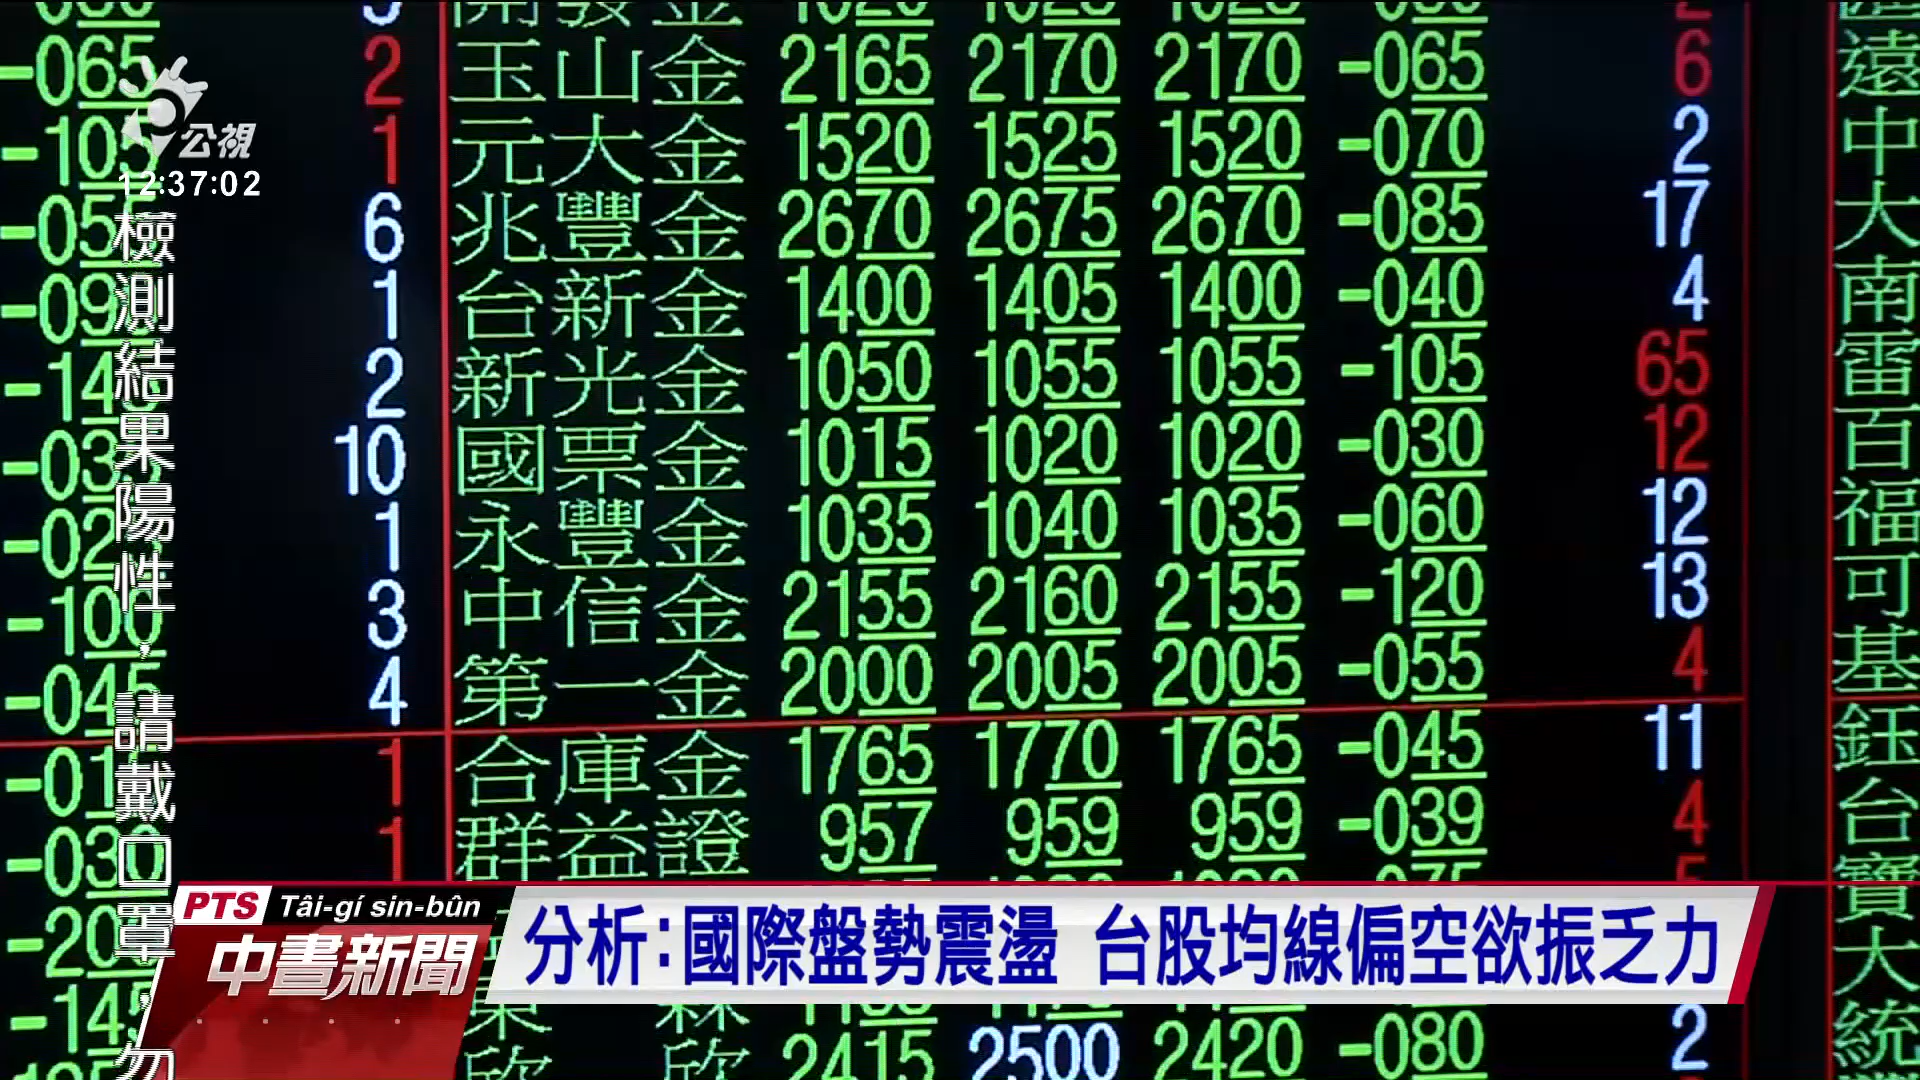 公視
12:37:02
檢測結果陽性，請戴口罩，勿
-065 2 玉山金 2165 2170 2170 -065 6 遠
-105 1 元大金 1520 1525 1520 -070 2 中
6 兆豐金 2670 2675 2670 -085 17 大
1 台新金 1400 1405 1400 -040 4 南
2 新光金 1050 1055 1055 -105 65 雷
10 國票金 1015 1020 1020 -030 12 百
1 永豐金 1035 1040 1035 -060 12 福
-100 3 中信金 2155 2160 2155 -120 13 可
-045 4 第一金 2000 2005 2005 -055 4 基
1 合庫金 1765 1770 1765 -045 11 鈺
-030 1 群益證 957 959 959 -039 4 台
寶
大
2415 2500 2420 -080 2 統
PTS Tâi-gí sin-bûn
中晝新聞
分析:國際盤勢震盪 台股均線偏空欲振乏力